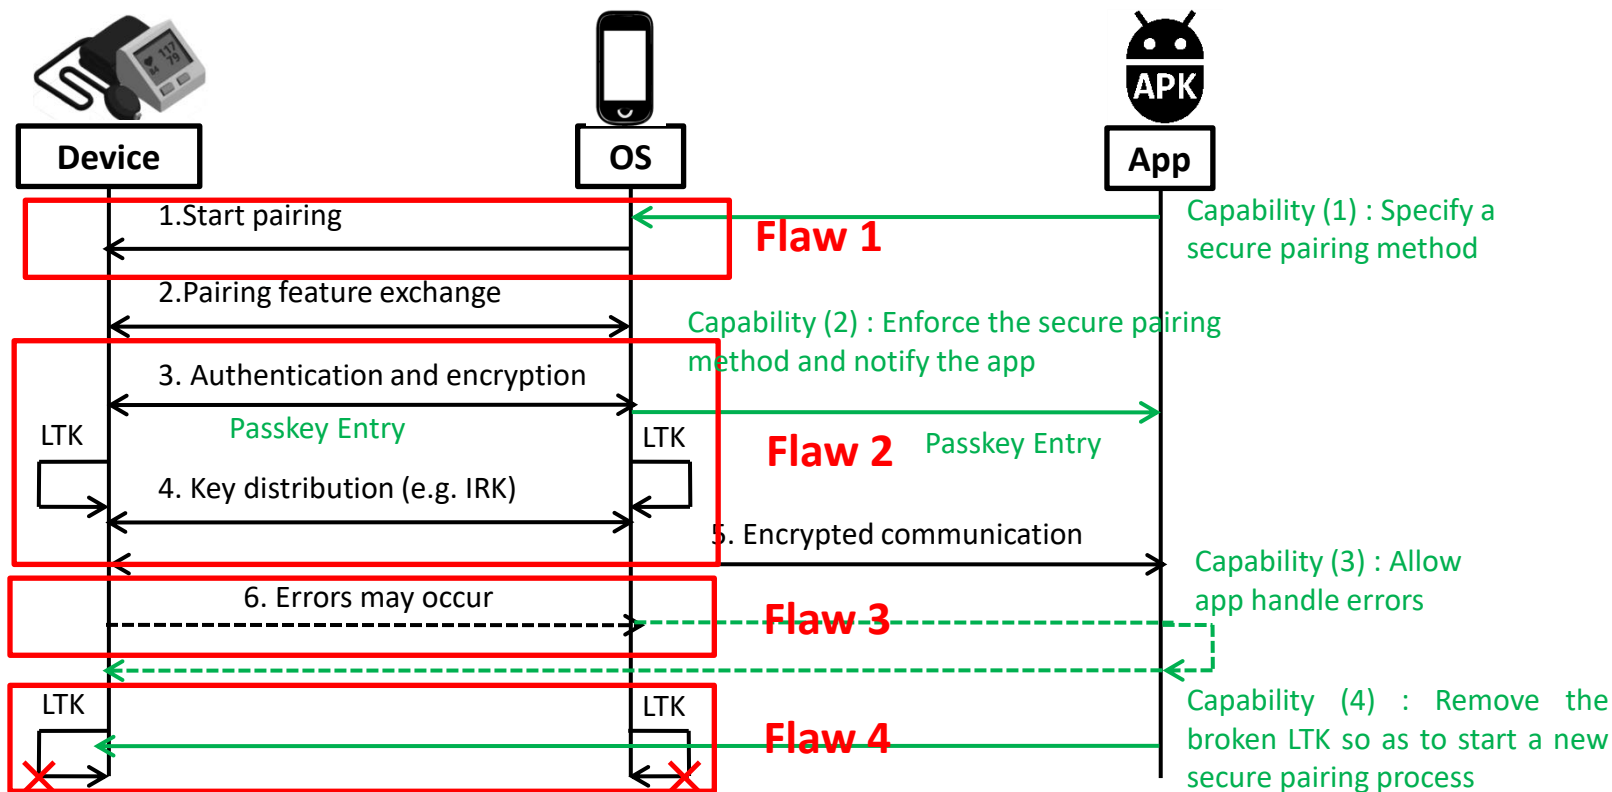 117
79
84
APK
Device
OS
App
1.Start pairing
Flaw 1
Capability (1) : Specify a
secure pairing method
2.Pairing feature exchange
Capability (2) : Enforce the secure pairing
method and notify the app
3. Authentication and encryption
Passkey Entry
LTK
LTK
Flaw 2
Passkey Entry
4. Key distribution (e.g. IRK)
5. Encrypted communication
Capability (3) : Allow
app handle errors
6. Errors may occur
Flaw 3
LTK
LTK
Flaw 4
Capability (4) : Remove the
broken LTK so as to start a new
secure pairing process